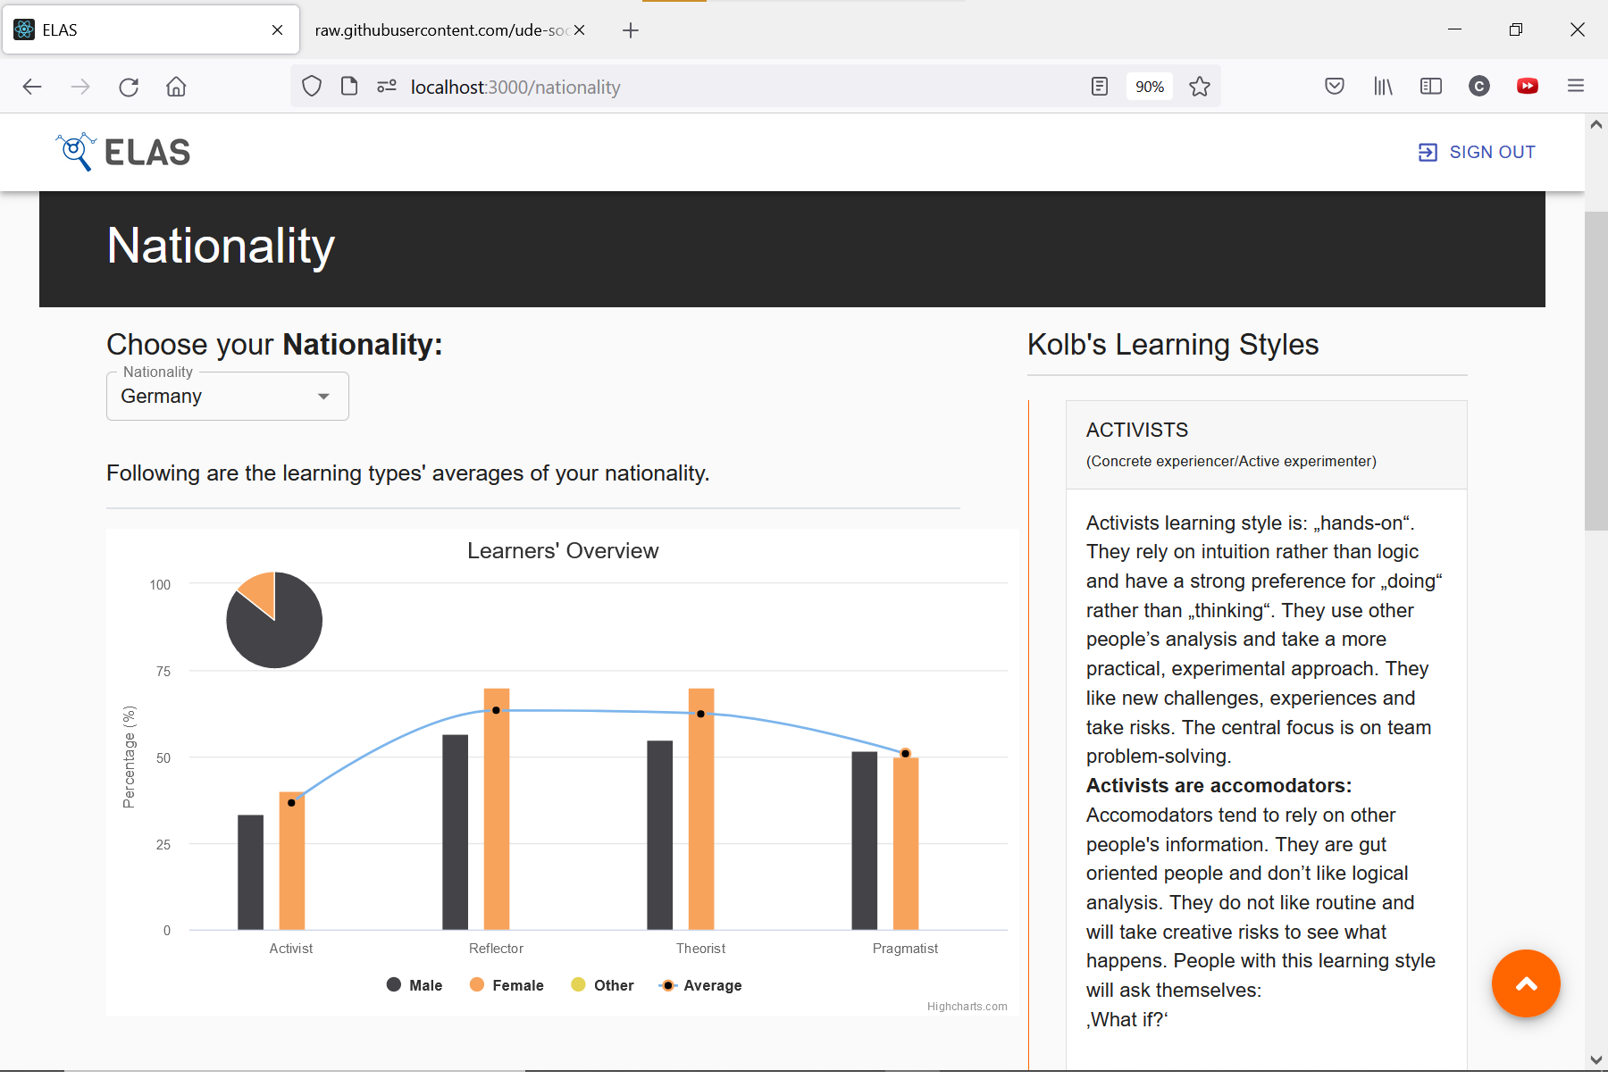 ELAS
raw.githubusercontent.com/ude-soc
localhost:3000/nationality
90%
C
ELAS
SIGN OUT
Nationality
Choose your Nationality:
Nationality
Germany
Following are the learning types' averages of your nationality.
Learners' Overview
Percentage (%)
100
75
50
25
0
Activist
Reflector
Theorist
Pragmatist
Male
Female
Other
Average
Highcharts.com
Kolb's Learning Styles
ACTIVISTS
(Concrete experiencer/Active experimenter)
Activists learning style is: „hands-on“.
They rely on intuition rather than logic
and have a strong preference for „doing“
rather than „thinking“. They use other
people’s analysis and take a more
practical, experimental approach. They
like new challenges, experiences and
take risks. The central focus is on team
problem-solving.
Activists are accomodators:
Accomodators tend to rely on other
people's information. They are gut
oriented people and don’t like logical
analysis. They do not like routine and
will take creative risks to see what
happens. People with this learning style
will ask themselves:
‚What if?‘